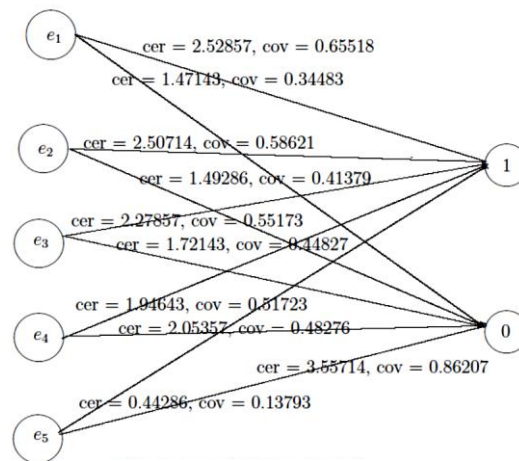 e1
cer = 2.52857, cov = 0.65518
cer = 1.47143, cov = 0.34483
e2
cer = 2.50714, cov = 0.58621
1
cer = 1.49286, cov = 0.41379
cer = 2.27857, cov = 0.55173
e3
cer = 1.72143, cov = 0.44827
cer = 1.94643, cov = 0.51723
e4
cer = 2.05357, cov = 0.48276
0
cer = 3.55714, cov = 0.86207
cer = 0.44286, cov = 0.13793
e5